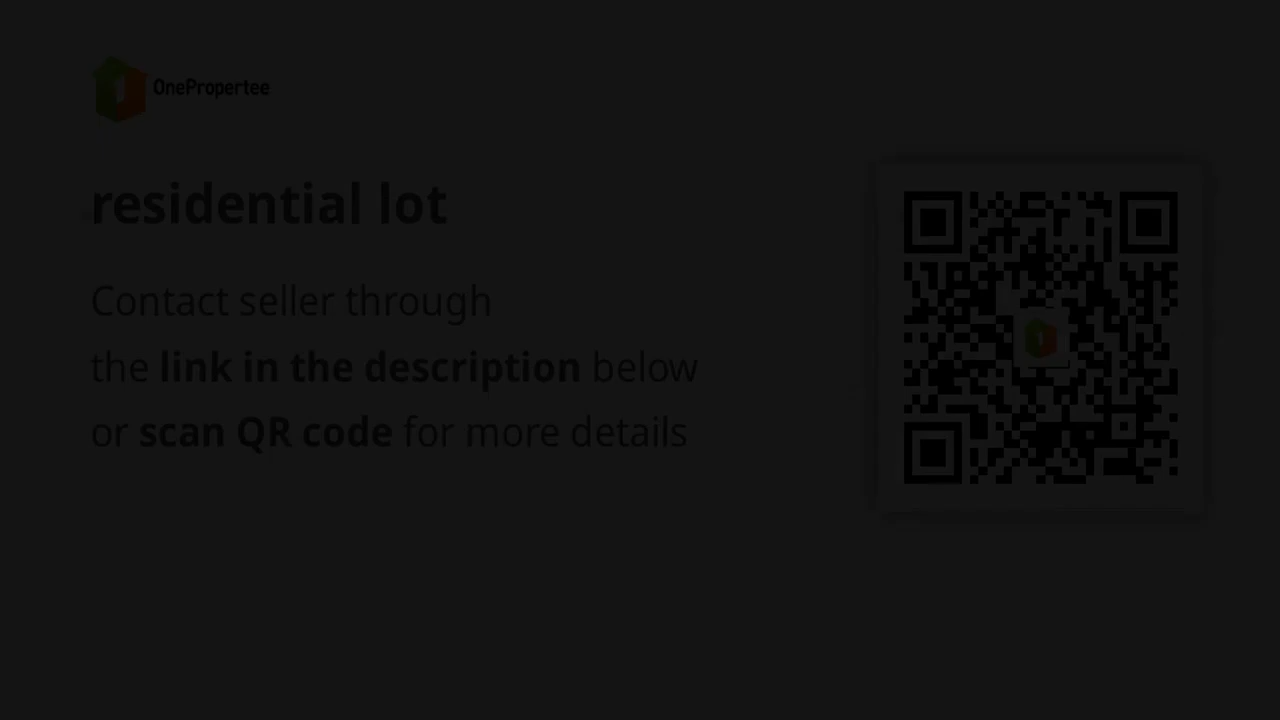 OnePropertee
residential lot
Contact seller through
the link in the description below
or scan QR code for more details